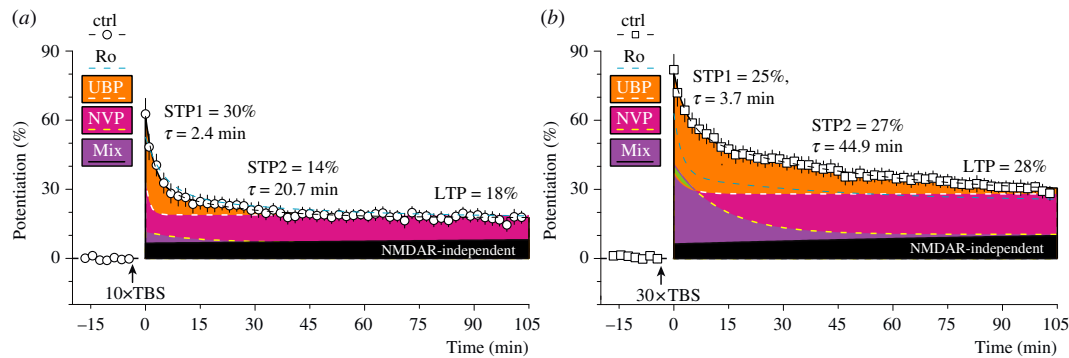 (a)
ctrl
Ro
UBP
NVP
Mix
90
60
30
0
Potentiation (%)
STP1 = 30%
τ = 2.4 min
STP2 = 14%
τ = 20.7 min
LTP = 18%
NMDAR-independent
10×TBS
−15 0 15 30 45 60 75 90 105
Time (min)
(b)
ctrl
Ro
UBP
NVP
Mix
90
60
30
0
Potentiation (%)
STP1 = 25%,
τ = 3.7 min
STP2 = 27%
τ = 44.9 min
LTP = 28%
NMDAR-independent
30×TBS
−15 0 15 30 45 60 75 90 105
Time (min)